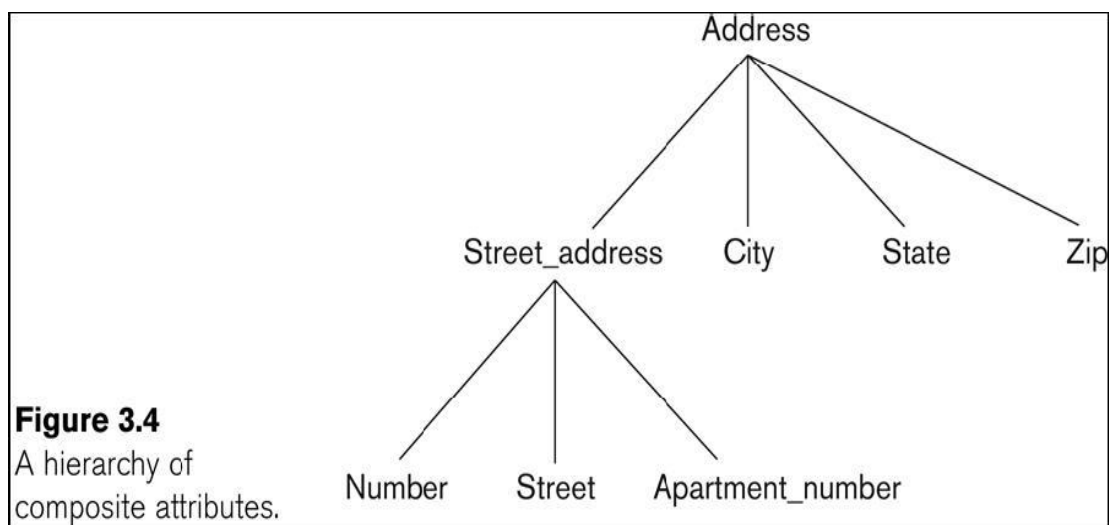 Address
Street_address City State Zip
Figure 3.4
A hierarchy of
composite attributes.
Number Street Apartment_number